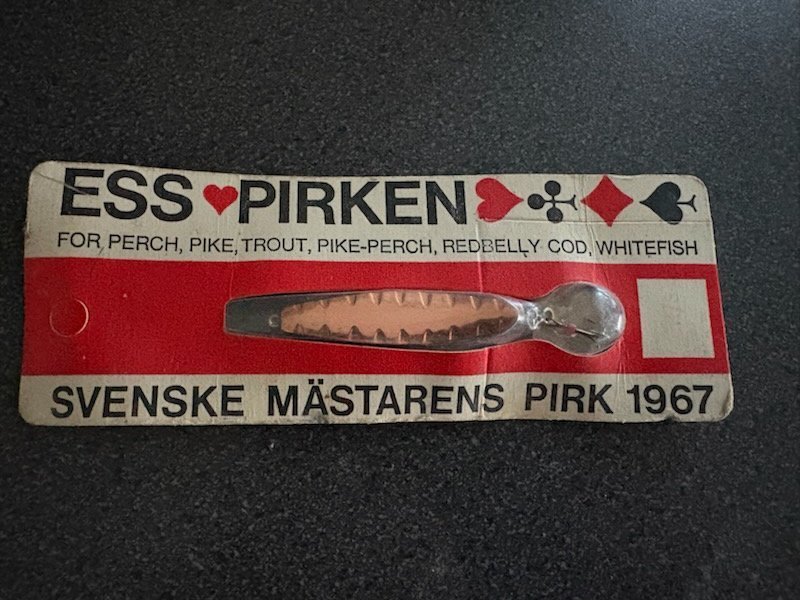 ESS PIRKEN
FOR PERCH, PIKE, TROUT, PIKE-PERCH, REDBELLY COD, WHITEFISH
SVENSKE MÄSTARENS PIRK 1967